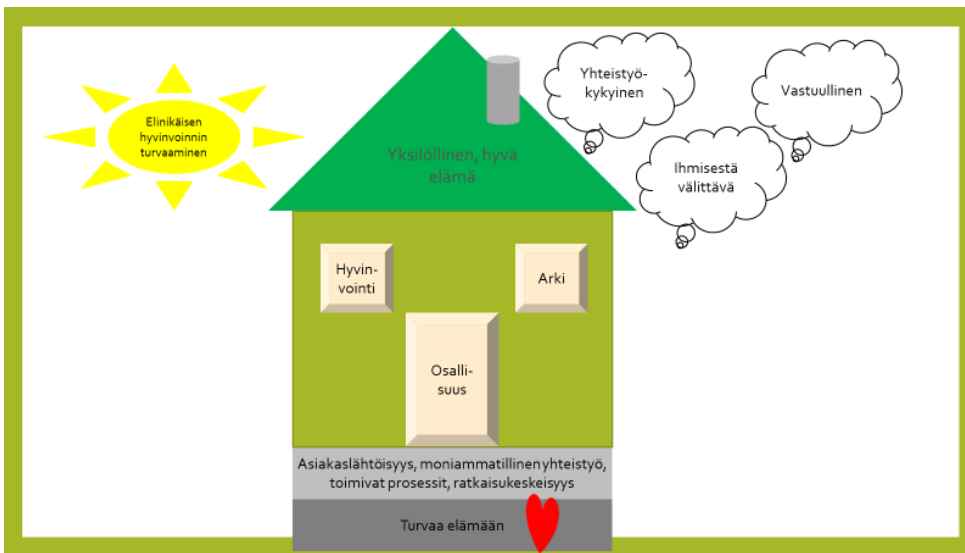 Elinikäisen
hyvinvoinnin
turvaaminen
Yhteistyö-
kykyinen
Vastuullinen
Ihmisestä
välittävä
Yksilöllinen, hyvä
elämä
Hyvin-
vointi
Arki
Osalli-
suus
Asiakaslähtöisyys, moniammatillinen yhteistyö,
toimivat prosessit, ratkaisukeskeisyys
Turvaa elämään